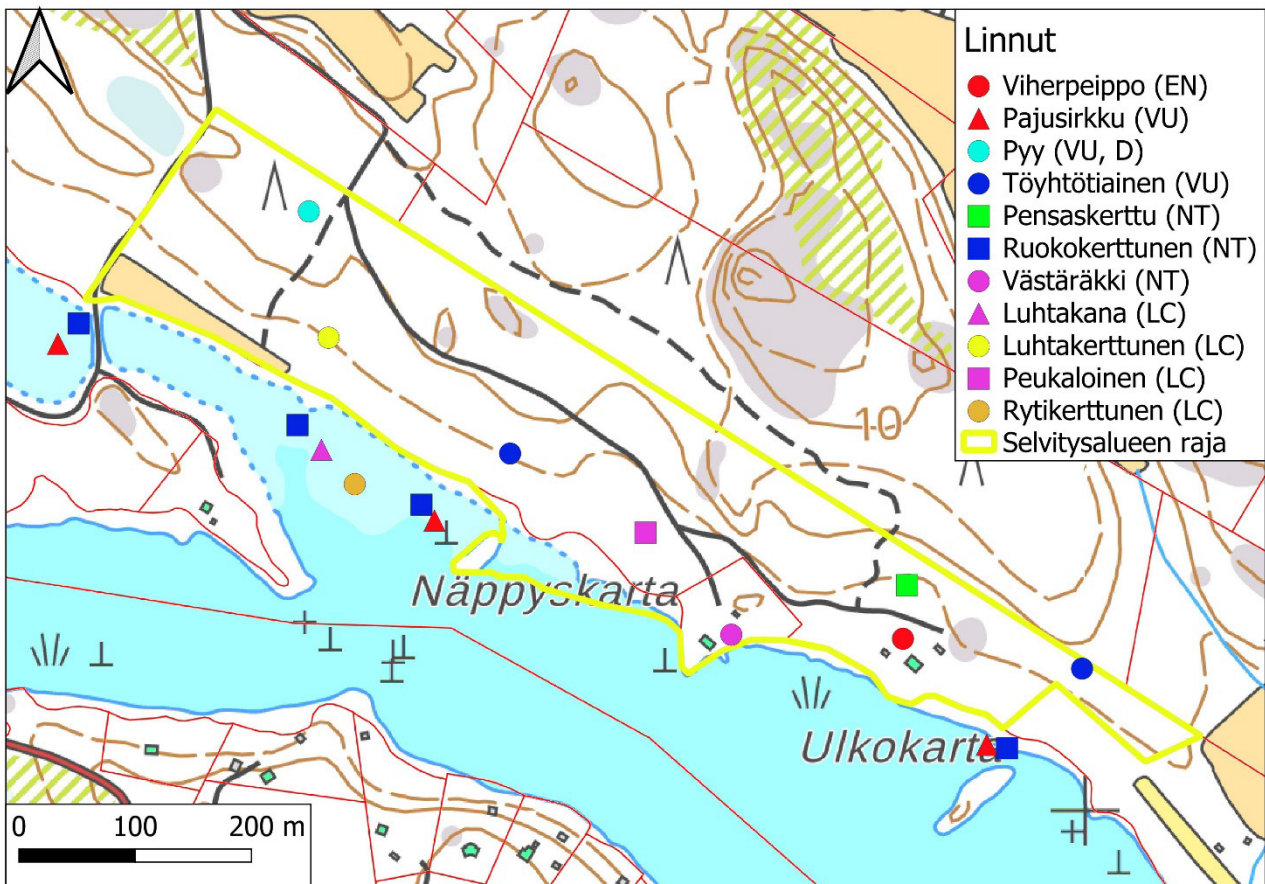 Linnut
Viherpeippo (EN)
Pajusirkku (VU)
Pyy (VU, D)
Töyhtötiainen (VU)
Pensaskerttu (NT)
Ruokokerttunen (NT)
Västäräkki (NT)
Luhtakana (LC)
Luhtakerttunen (LC)
Peukaloinen (LC)
Rytikerttunen (LC)
Selvitysalueen raja
10
Näppyskarta
Ulkokarta
0 100 200 m